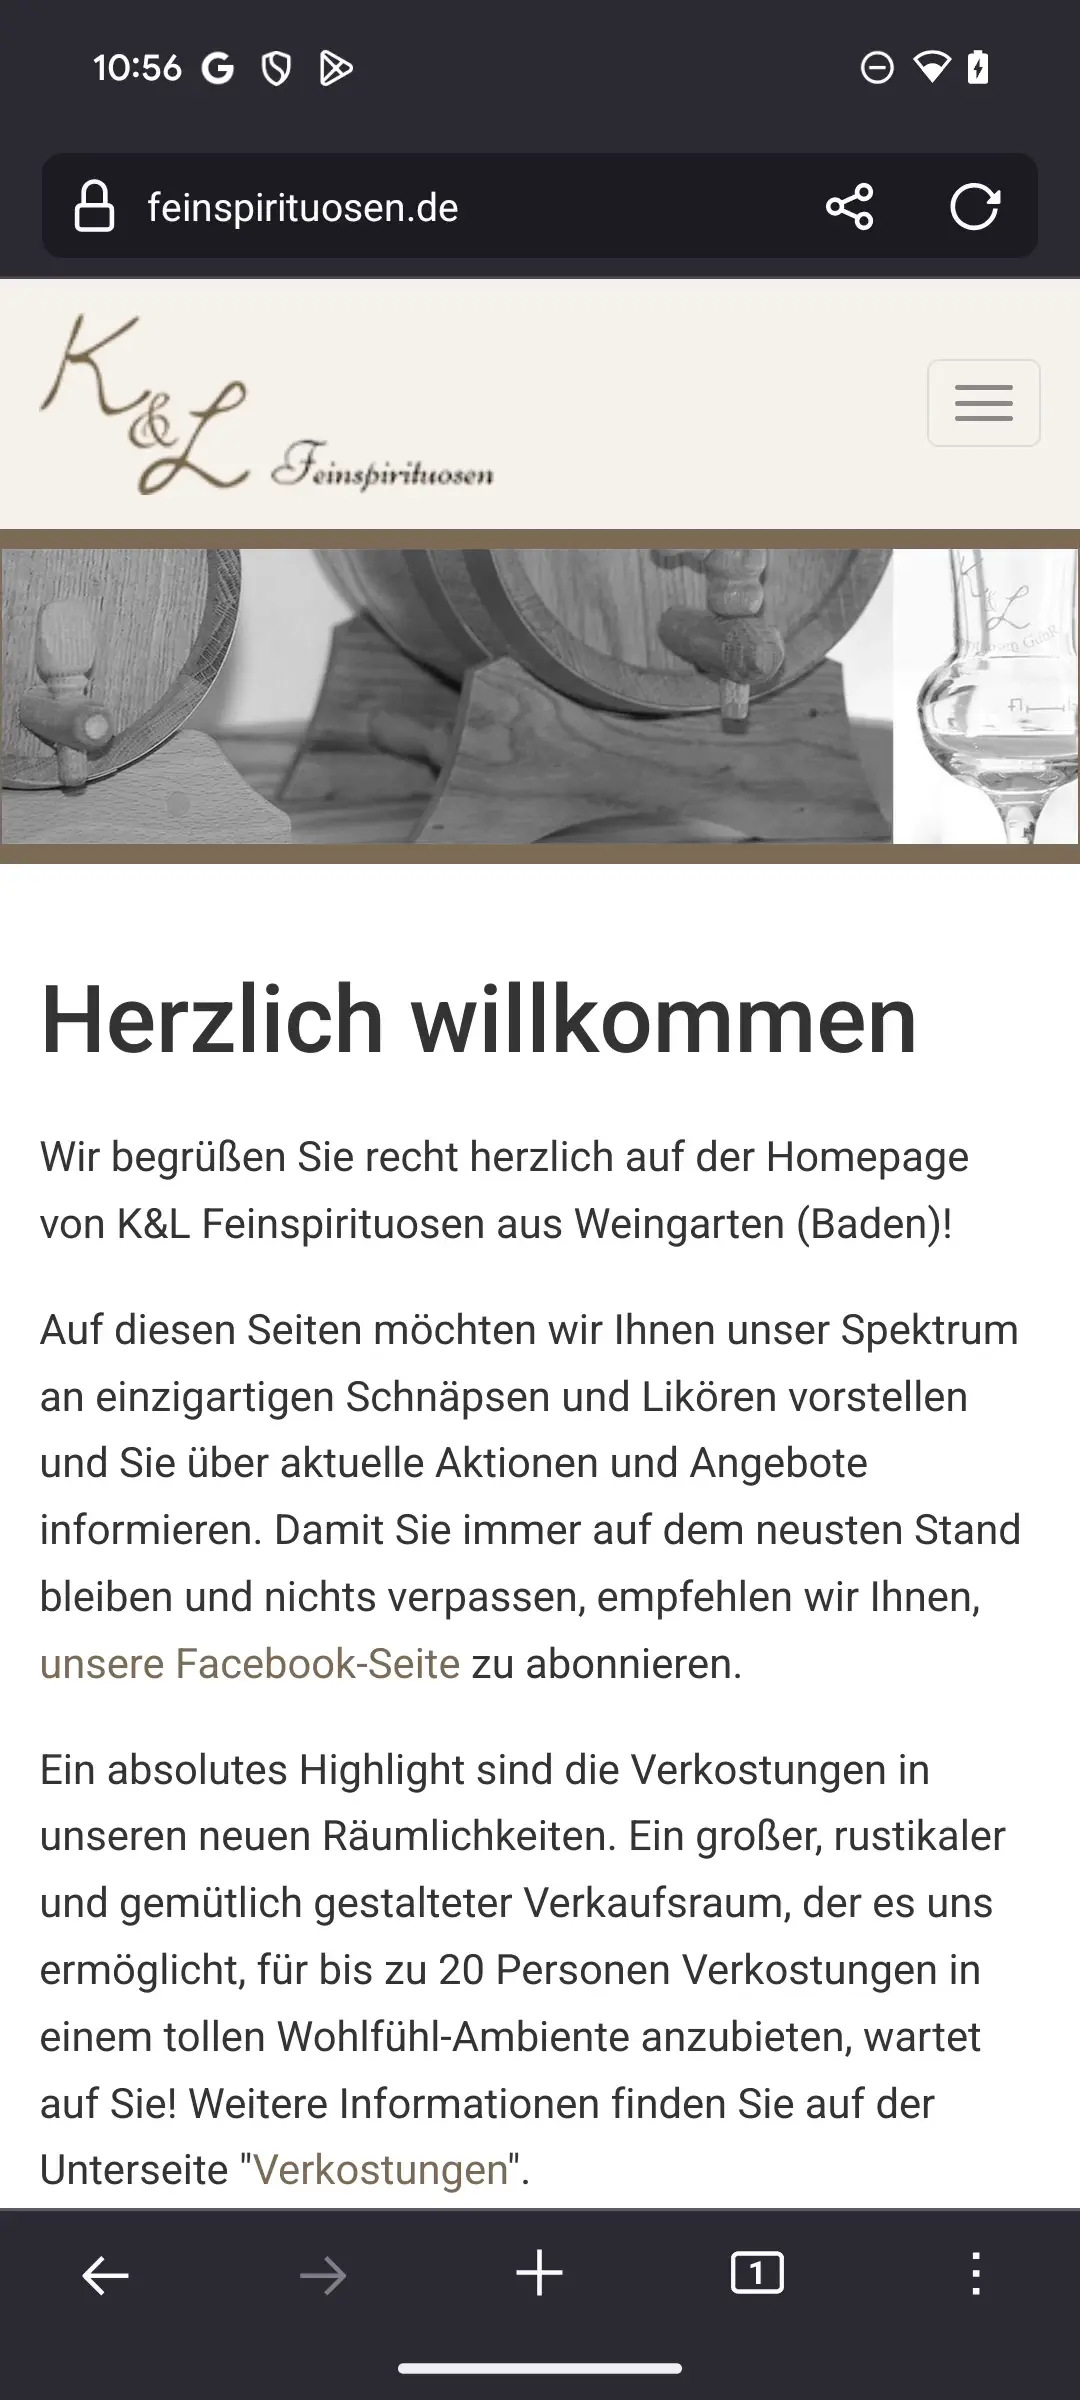 10:56
feinspirituosen.de
K&L Feinspirituosen
K&L
Herzlich willkommen
Wir begrüßen Sie recht herzlich auf der Homepage
von K&L Feinspirituosen aus Weingarten (Baden)!
Auf diesen Seiten möchten wir Ihnen unser Spektrum
an einzigartigen Schnäpsen und Likören vorstellen
und Sie über aktuelle Aktionen und Angebote
informieren. Damit Sie immer auf dem neusten Stand
bleiben und nichts verpassen, empfehlen wir Ihnen,
unsere Facebook-Seite zu abonnieren.
Ein absolutes Highlight sind die Verkostungen in
unseren neuen Räumlichkeiten. Ein großer, rustikaler
und gemütlich gestalteter Verkaufsraum, der es uns
ermöglicht, für bis zu 20 Personen Verkostungen in
einem tollen Wohlfühl-Ambiente anzubieten, wartet
auf Sie! Weitere Informationen finden Sie auf der
Unterseite "Verkostungen".
1